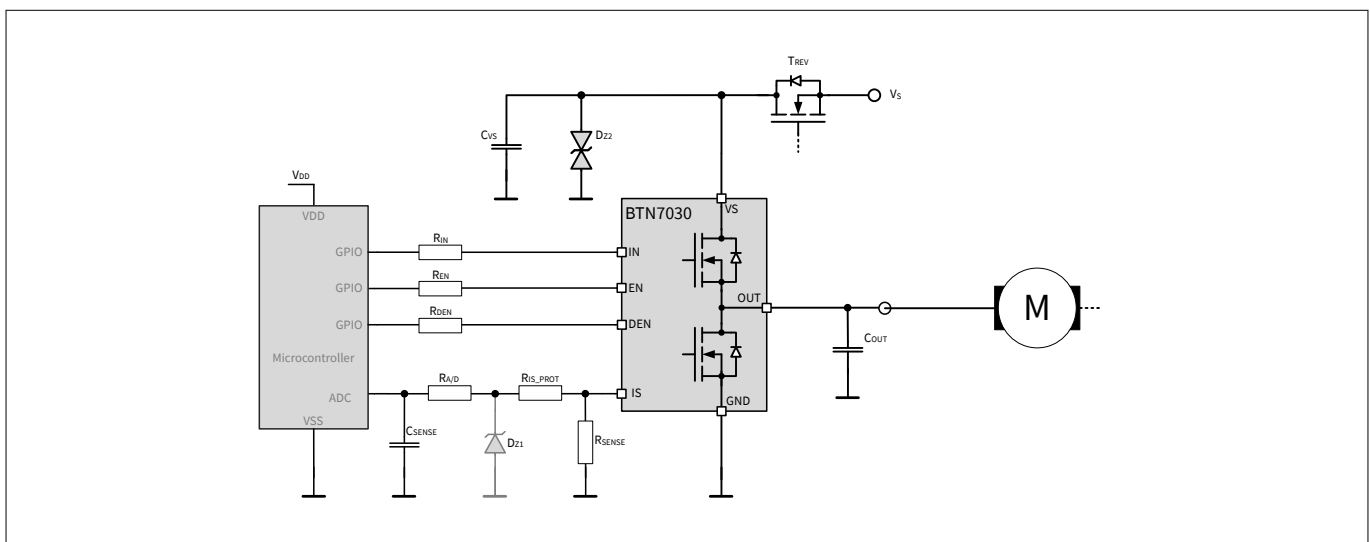 TREV
VS
CVS
DZ2
VDD
VDD
BTN7030
VS
GPIO
RIN
IN
GPIO
REN
EN
OUT
GPIO
RDEN
DEN
M
Microcontroller
COUT
ADC
RA/D
RIS_PROT
IS
GND
VSS
CSENSE
DZ1
RSENSE